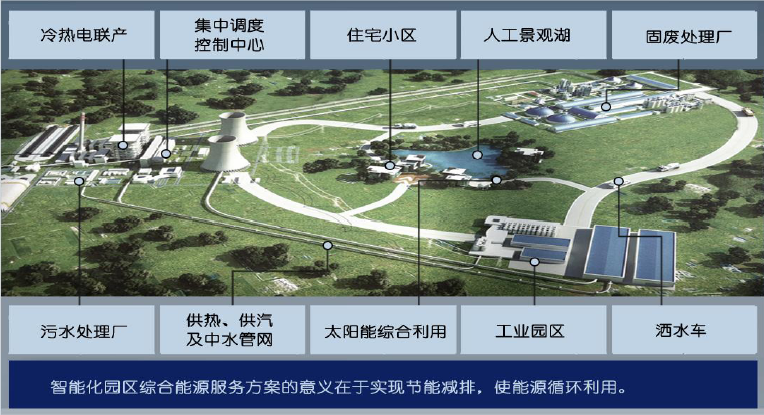 冷热电联产
集中调度
控制中心
住宅小区
人工景观湖
固废处理厂
污水处理厂
供热、供汽
及中水管网
太阳能综合利用
工业园区
洒水车
智能化园区综合能源服务方案的意义在于实现节能减排，使能源循环利用。